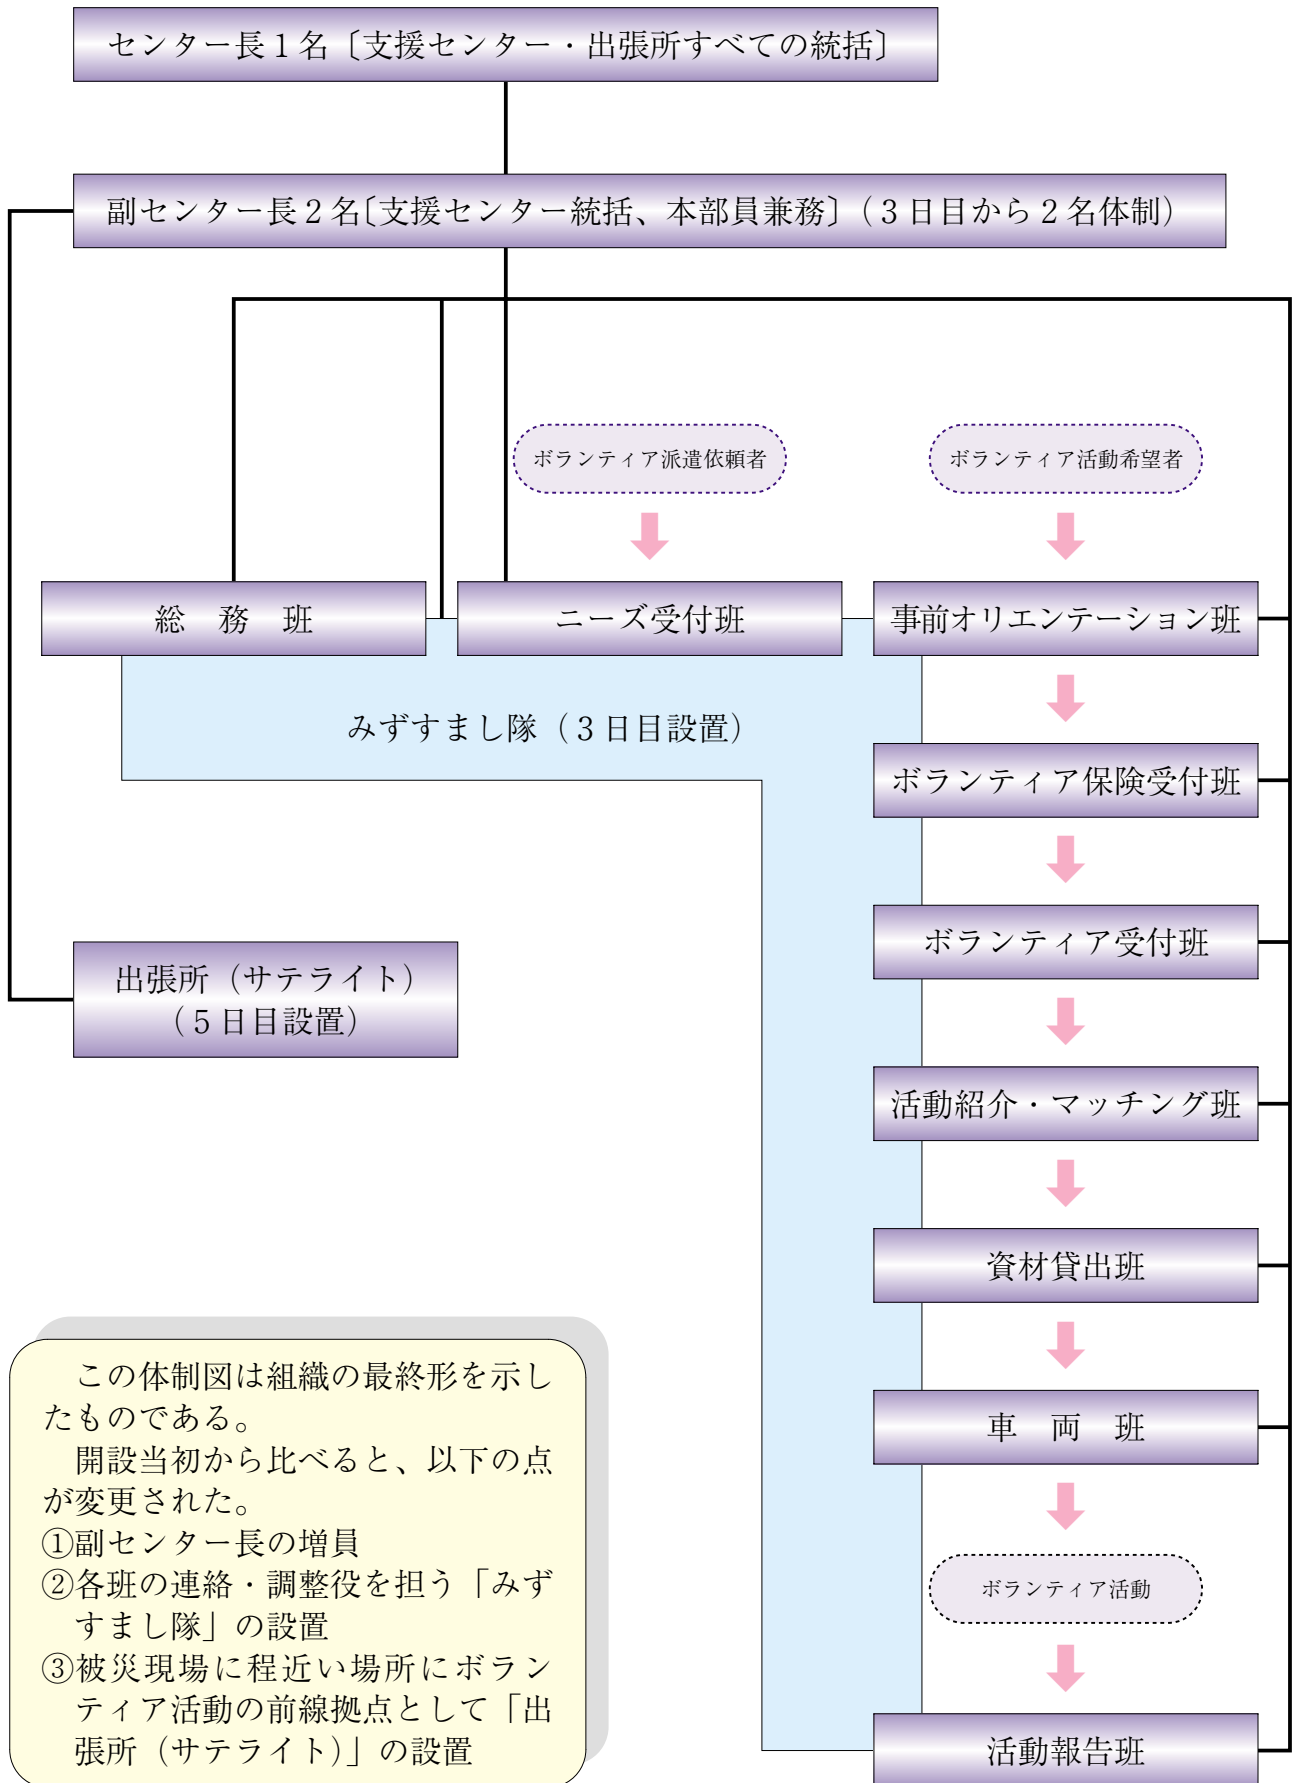 センター長１名〔支援センター・出張所すべての統括〕
副センター長２名〔支援センター統括、本部員兼務〕（３日目から２名体制）
ボランティア派遣依頼者
ボランティア活動希望者
総　務　班
ニーズ受付班
事前オリエンテーション班
みずすまし隊（３日目設置）
ボランティア保険受付班
ボランティア受付班
出張所（サテライト）
（５日目設置）
活動紹介・マッチング班
資材貸出班
車　両　班
ボランティア活動
活動報告班
　この体制図は組織の最終形を示し
たものである。
　開設当初から比べると、以下の点
が変更された。
①副センター長の増員
②各班の連絡・調整役を担う「みず
　すまし隊」の設置
③被災現場に程近い場所にボラン
　ティア活動の前線拠点として「出
　張所（サテライト）」の設置